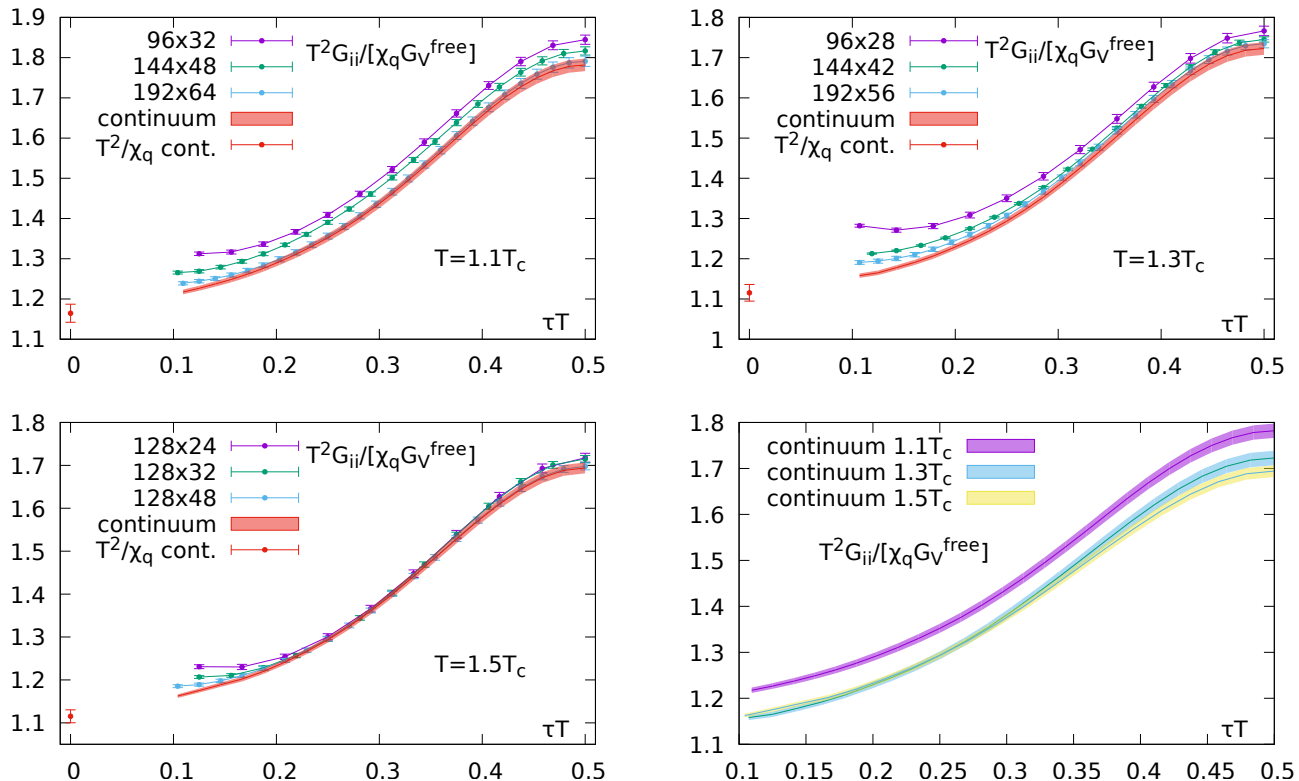 1.9
1.8
1.7
1.6
1.5
1.4
1.3
1.2
1.1
96x32
144x48
192x64
continuum
T²/χq cont.
T²Gii/[χqGV^free]
T=1.1Tc
τT
0 0.1 0.2 0.3 0.4 0.5
1.8
1.7
1.6
1.5
1.4
1.3
1.2
1.1
1
96x28
144x42
192x56
continuum
T²/χq cont.
T²Gii/[χqGV^free]
T=1.3Tc
τT
0 0.1 0.2 0.3 0.4 0.5
1.8
1.7
1.6
1.5
1.4
1.3
1.2
1.1
128x24
128x32
128x48
continuum
T²/χq cont.
T²Gii/[χqGV^free]
T=1.5Tc
τT
0 0.1 0.2 0.3 0.4 0.5
1.8
1.7
1.6
1.5
1.4
1.3
1.2
1.1
continuum 1.1Tc
continuum 1.3Tc
continuum 1.5Tc
T²Gii/[χqGV^free]
τT
0.1 0.15 0.2 0.25 0.3 0.35 0.4 0.45 0.5